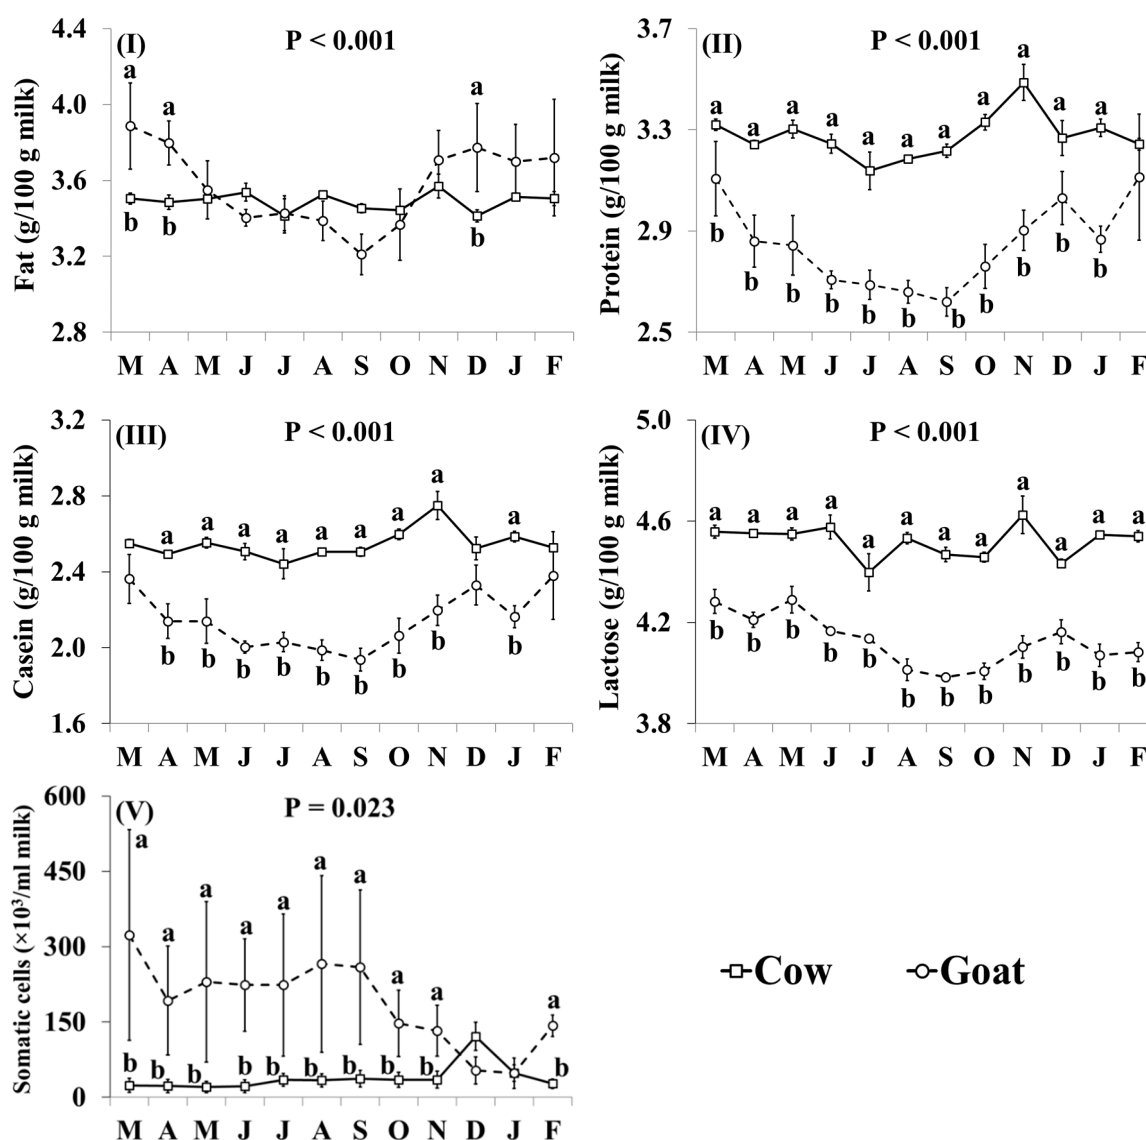 4.4
4.0
3.6
3.2
2.8
Fat (g/100 g milk)
(I)
P < 0.001
a
a
a
b
b
b
M A M J J A S O N D J F
3.7
3.3
2.9
2.5
Protein (g/100 g milk)
(II)
P < 0.001
a a a a a a a a a a a
b b b b b b b b b b b
M A M J J A S O N D J F
3.2
2.8
2.4
2.0
1.6
Casein (g/100 g milk)
(III)
P < 0.001
a a a a a a a a a
b b b b b b b b b
M A M J J A S O N D J F
5.0
4.6
4.2
3.8
Lactose (g/100 g milk)
(IV)
P < 0.001
a a a a a a a a a a a a
b b b b b b b b b b b b
M A M J J A S O N D J F
600
450
300
150
0
Somatic cells (×10³/ml milk)
(V)
P = 0.023
a a a a a a a a a a
b b b b b b b b b b
M A M J J A S O N D J F
Cow Goat